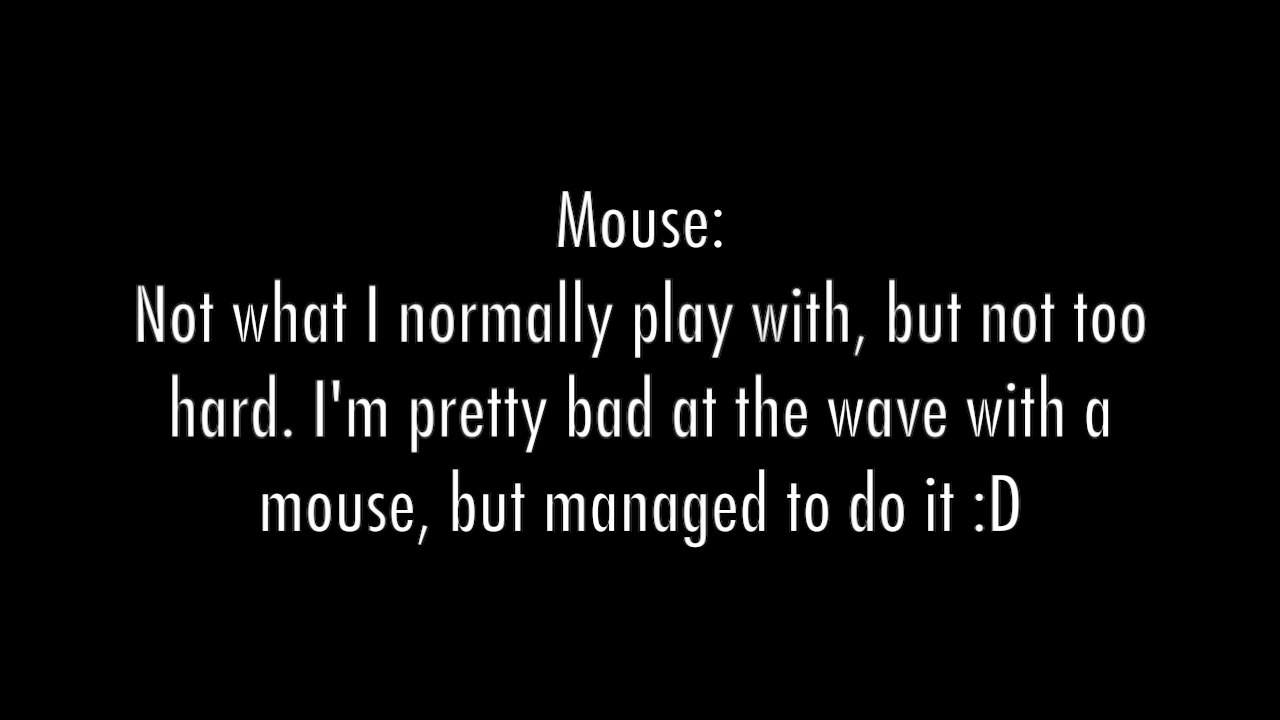 Mouse:
Not what I normally play with, but not too
hard. I'm pretty bad at the wave with a
mouse, but managed to do it :D